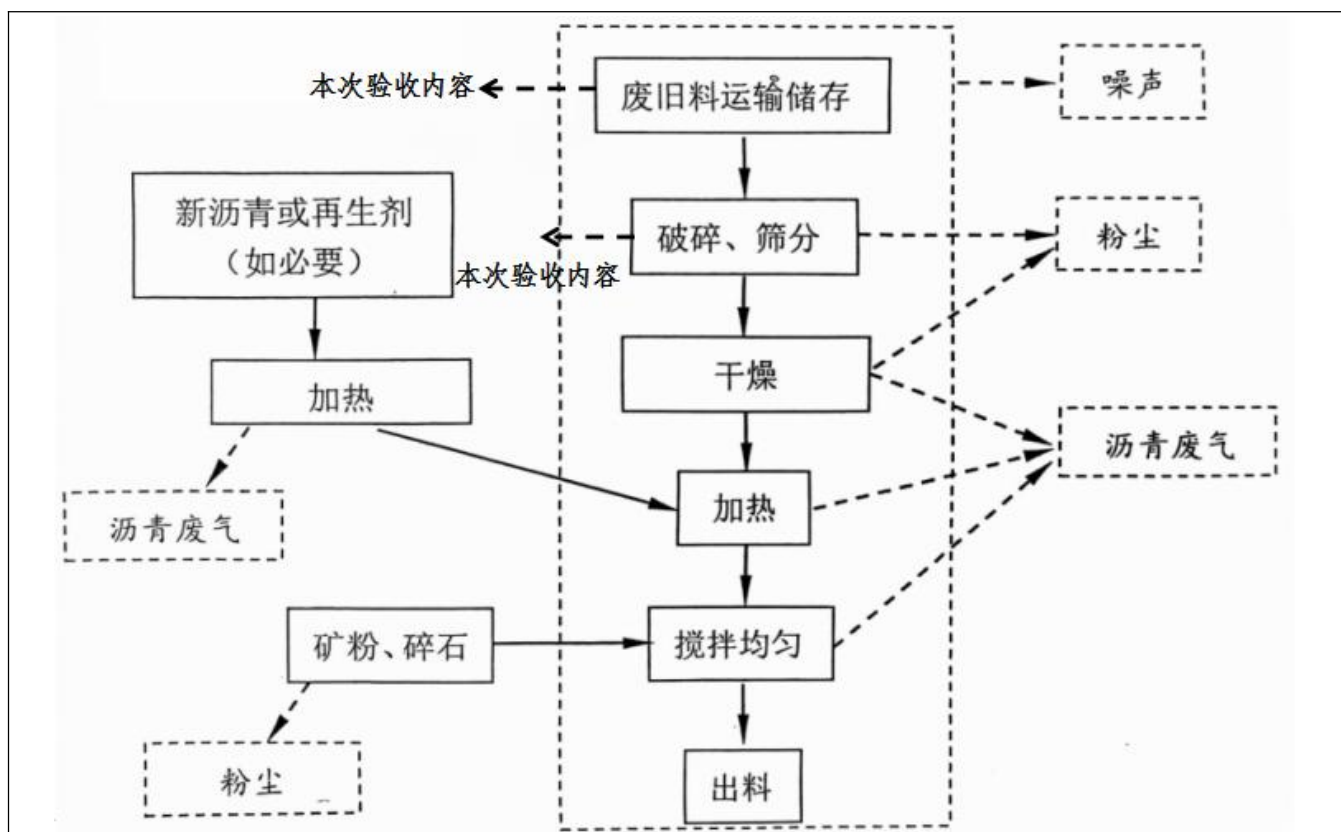 本次验收内容
废旧料运输储存
噪声
新沥青或再生剂
（如必要）
破碎、筛分
粉尘
本次验收内容
干燥
加热
沥青废气
加热
沥青废气
矿粉、碎石
搅拌均匀
粉尘
出料